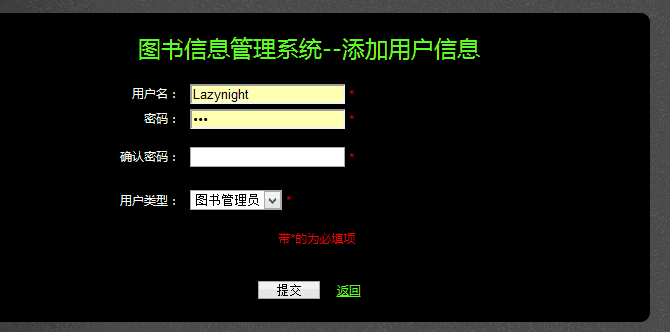 图书信息管理系统--添加用户信息
用户名： Lazynight *
密码： ••• *
确认密码： *
用户类型： 图书管理员 *
带*的为必填项
提交 返回